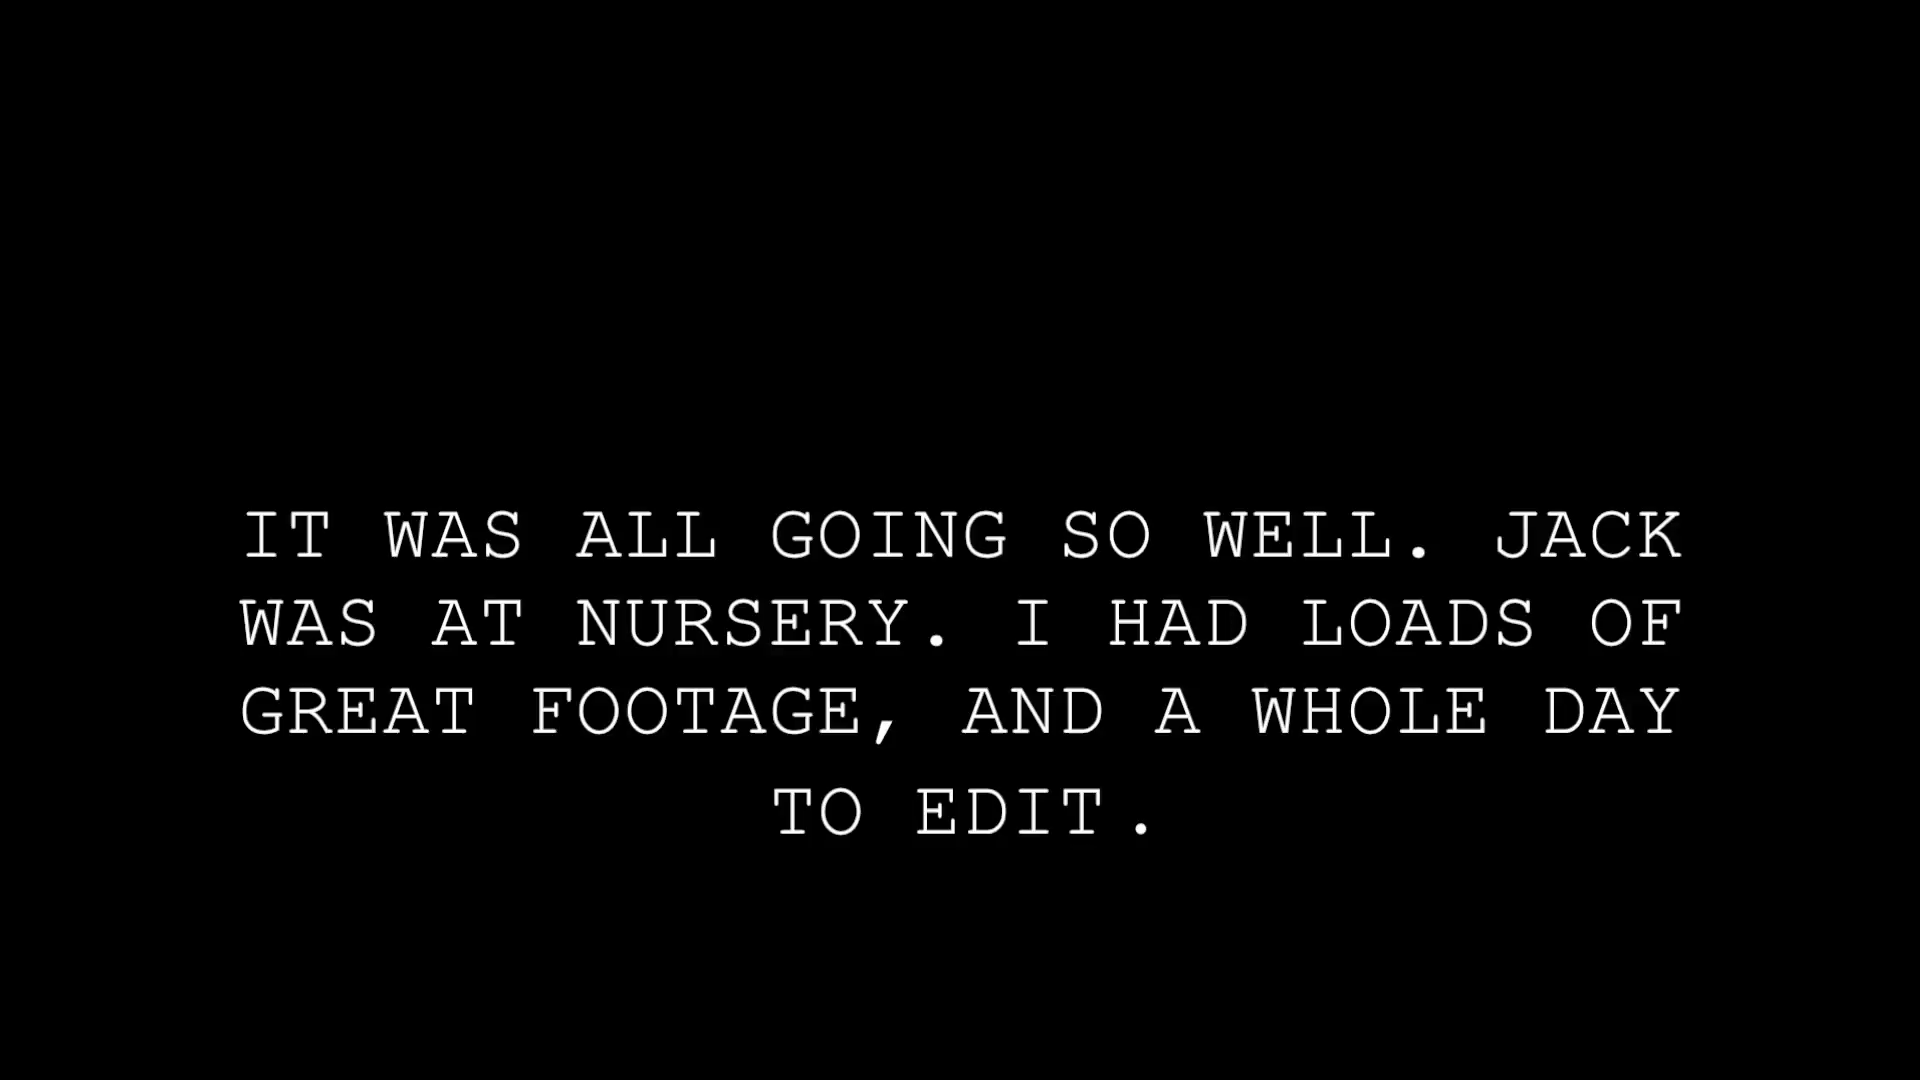 IT WAS ALL GOING SO WELL. JACK
WAS AT NURSERY. I HAD LOADS OF
GREAT FOOTAGE, AND A WHOLE DAY
TO EDIT.